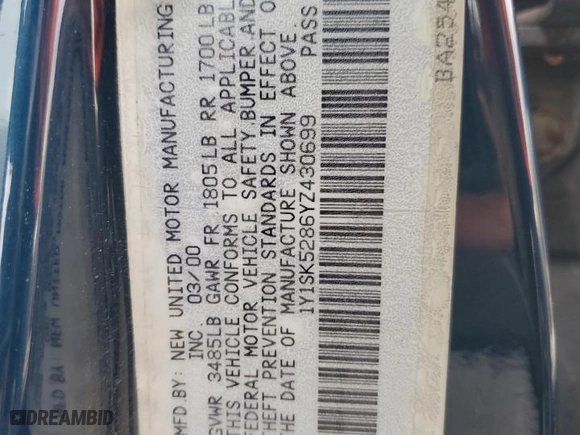 MFD.BY: NEW UNITED MOTOR MANUFACTURING
INC. 03/00
GVWR 3485LB GAWR FR 1805LB RR 1700LB
THIS VEHICLE CONFORMS TO ALL APPLICABL
FEDERAL MOTOR VEHICLE SAFETY BUMPER AND
THEFT PREVENTION STANDARDS IN EFFECT O
THE DATE OF MANUFACTURE SHOWN ABOVE.
1Y1SK5286YZ430699 PASS
BA254
DREAMBID